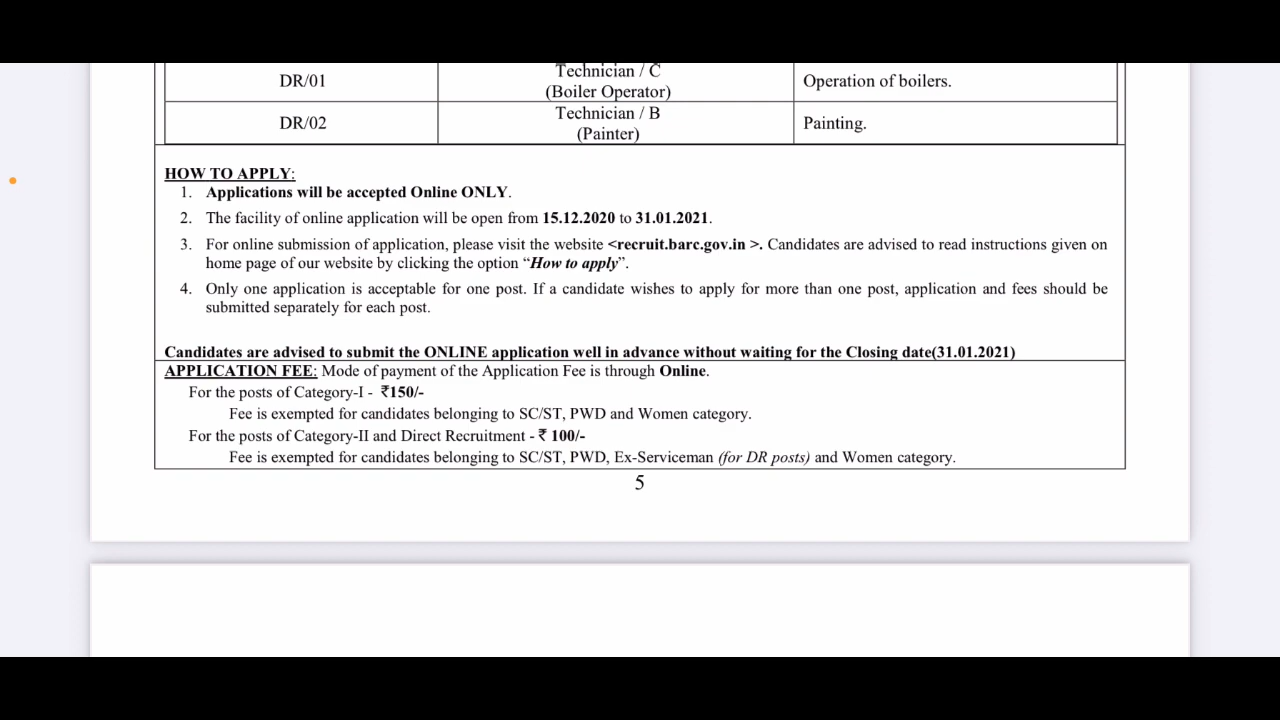 DR/01 Technician / C (Boiler Operator) Operation of boilers.
DR/02 Technician / B (Painter) Painting.
HOW TO APPLY:
1. Applications will be accepted Online ONLY.
2. The facility of online application will be open from 15.12.2020 to 31.01.2021.
3. For online submission of application, please visit the website <recruit.barc.gov.in >. Candidates are advised to read instructions given on
home page of our website by clicking the option “How to apply”.
4. Only one application is acceptable for one post. If a candidate wishes to apply for more than one post, application and fees should be
submitted separately for each post.
Candidates are advised to submit the ONLINE application well in advance without waiting for the Closing date(31.01.2021)
APPLICATION FEE: Mode of payment of the Application Fee is through Online.
For the posts of Category-I - ₹150/-
Fee is exempted for candidates belonging to SC/ST, PWD and Women category.
For the posts of Category-II and Direct Recruitment - ₹ 100/-
Fee is exempted for candidates belonging to SC/ST, PWD, Ex-Serviceman (for DR posts) and Women category.
5